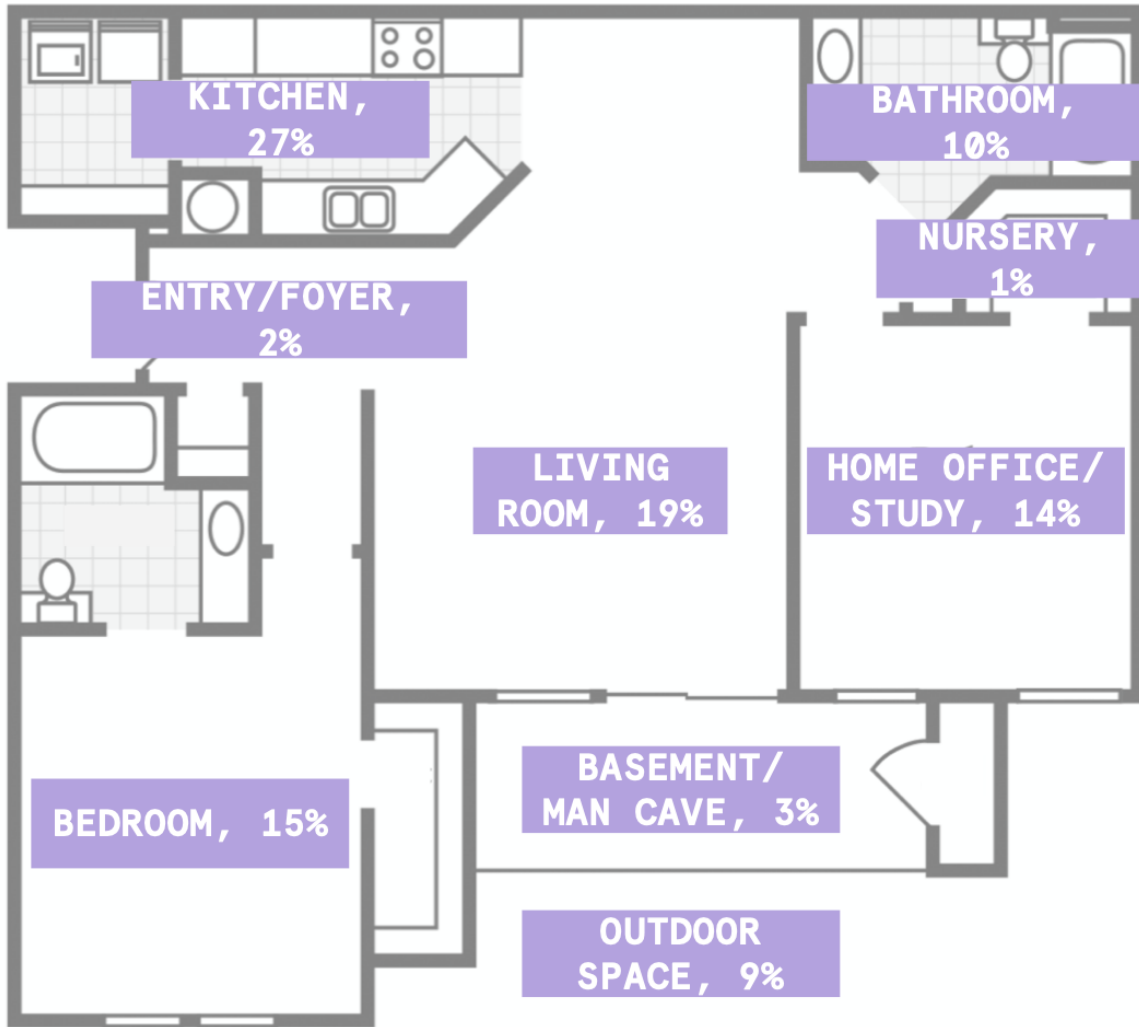 KITCHEN,
27%
BATHROOM,
10%
NURSERY,
1%
ENTRY/FOYER,
2%
LIVING
ROOM, 19%
HOME OFFICE/
STUDY, 14%
BASEMENT/
MAN CAVE, 3%
BEDROOM, 15%
OUTDOOR
SPACE, 9%